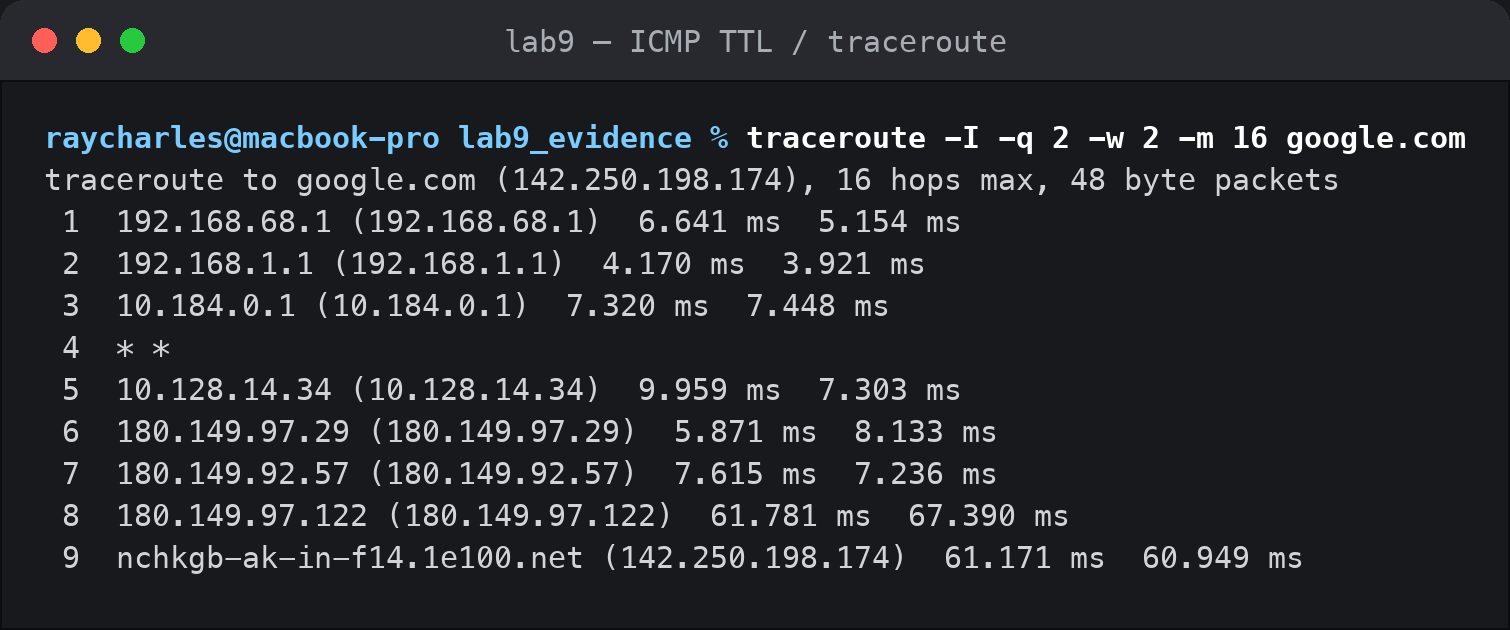 lab9 — ICMP TTL / traceroute
raycharles@macbook-pro lab9_evidence % traceroute -I -q 2 -w 2 -m 16 google.com
traceroute to google.com (142.250.198.174), 16 hops max, 48 byte packets
 1  192.168.68.1 (192.168.68.1)  6.641 ms  5.154 ms
 2  192.168.1.1 (192.168.1.1)  4.170 ms  3.921 ms
 3  10.184.0.1 (10.184.0.1)  7.320 ms  7.448 ms
 4  * *
 5  10.128.14.34 (10.128.14.34)  9.959 ms  7.303 ms
 6  180.149.97.29 (180.149.97.29)  5.871 ms  8.133 ms
 7  180.149.92.57 (180.149.92.57)  7.615 ms  7.236 ms
 8  180.149.97.122 (180.149.97.122)  61.781 ms  67.390 ms
 9  nchkgb-ak-in-f14.1e100.net (142.250.198.174)  61.171 ms  60.949 ms